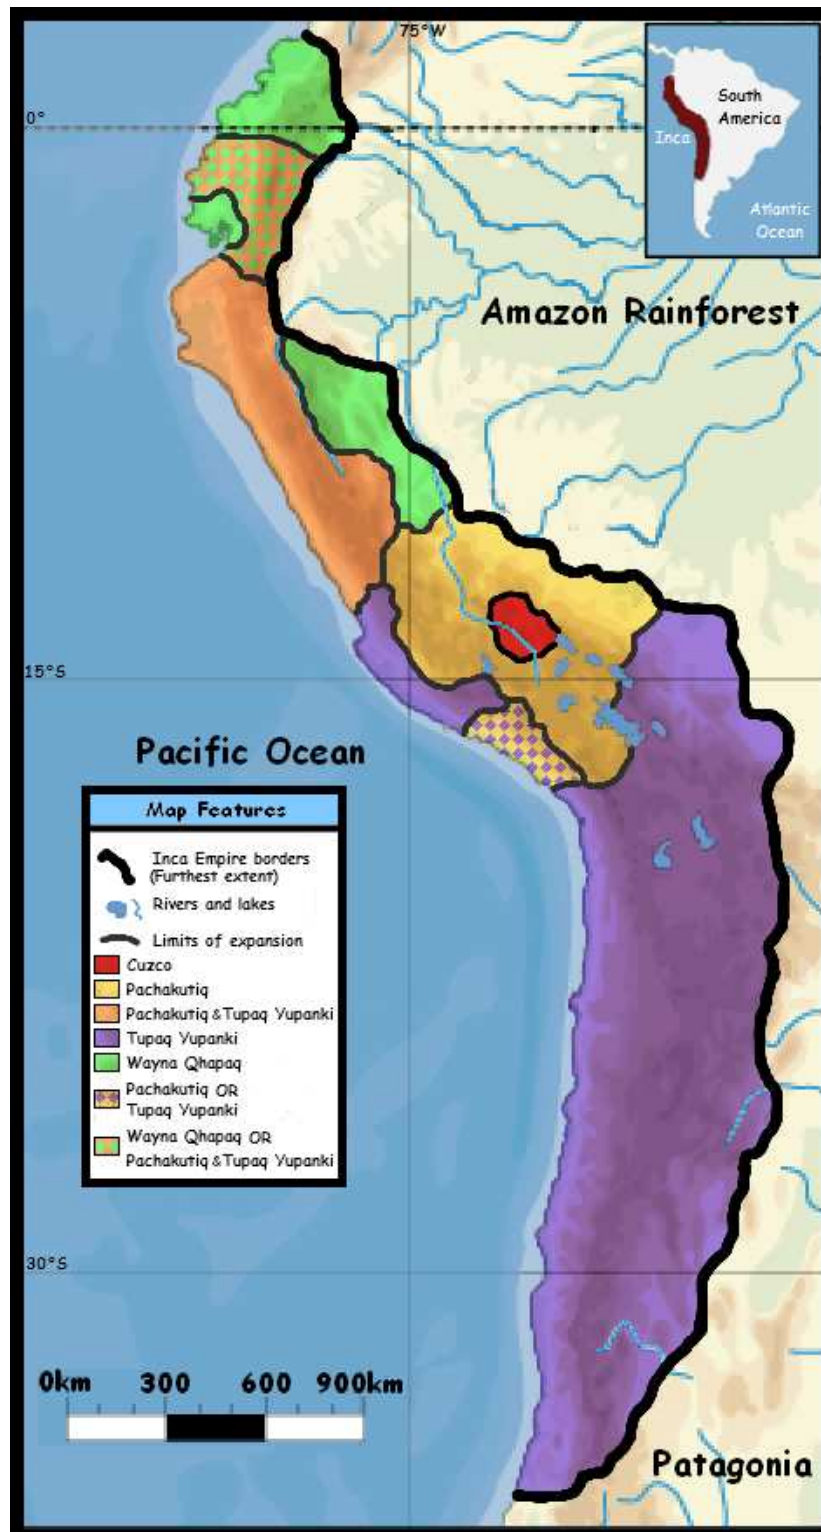 75°W
0°
South
America
Inca
Atlantic
Ocean
Amazon Rainforest
15°S
Pacific Ocean
Map Features
Inca Empire borders
(Furthest extent)
Rivers and lakes
Limits of expansion
Cuzco
Pachakutiq
Pachakutiq & Tupaq Yupanki
Tupaq Yupanki
Wayna Qhapaq
Pachakutiq OR
Tupaq Yupanki
Wayna Qhapaq OR
Pachakutiq & Tupaq Yupanki
30°S
0km 300 600 900km
Patagonia